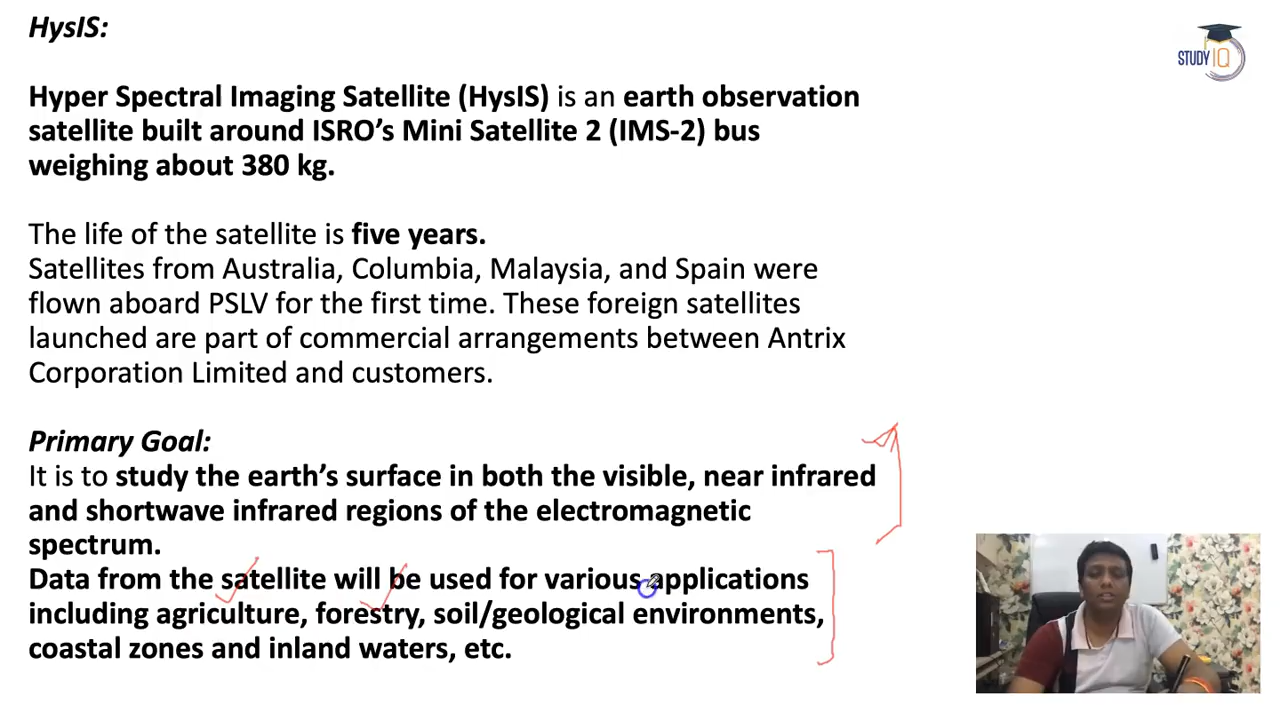 HysIS:
STUDY IQ
Hyper Spectral Imaging Satellite (HysIS) is an earth observation
satellite built around ISRO’s Mini Satellite 2 (IMS-2) bus
weighing about 380 kg.
The life of the satellite is five years.
Satellites from Australia, Columbia, Malaysia, and Spain were
flown aboard PSLV for the first time. These foreign satellites
launched are part of commercial arrangements between Antrix
Corporation Limited and customers.
Primary Goal:
It is to study the earth’s surface in both the visible, near infrared
and shortwave infrared regions of the electromagnetic
spectrum.
Data from the satellite will be used for various applications
including agriculture, forestry, soil/geological environments,
coastal zones and inland waters, etc.